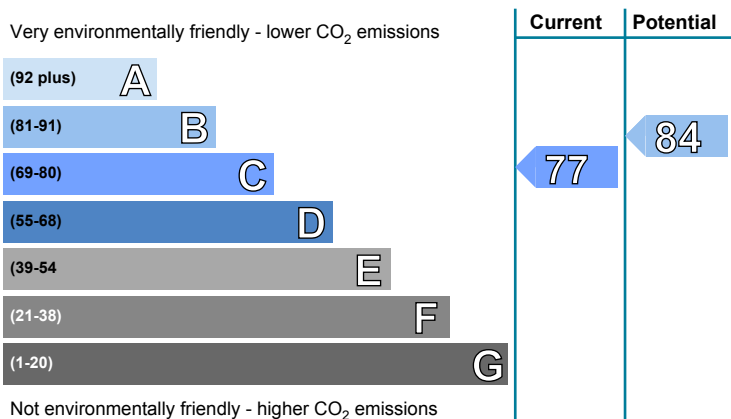 Current Potential
Very environmentally friendly - lower CO2 emissions
(92 plus) A
(81-91) B
84
(69-80) C
77
(55-68) D
(39-54 E
(21-38) F
(1-20) G
Not environmentally friendly - higher CO2 emissions